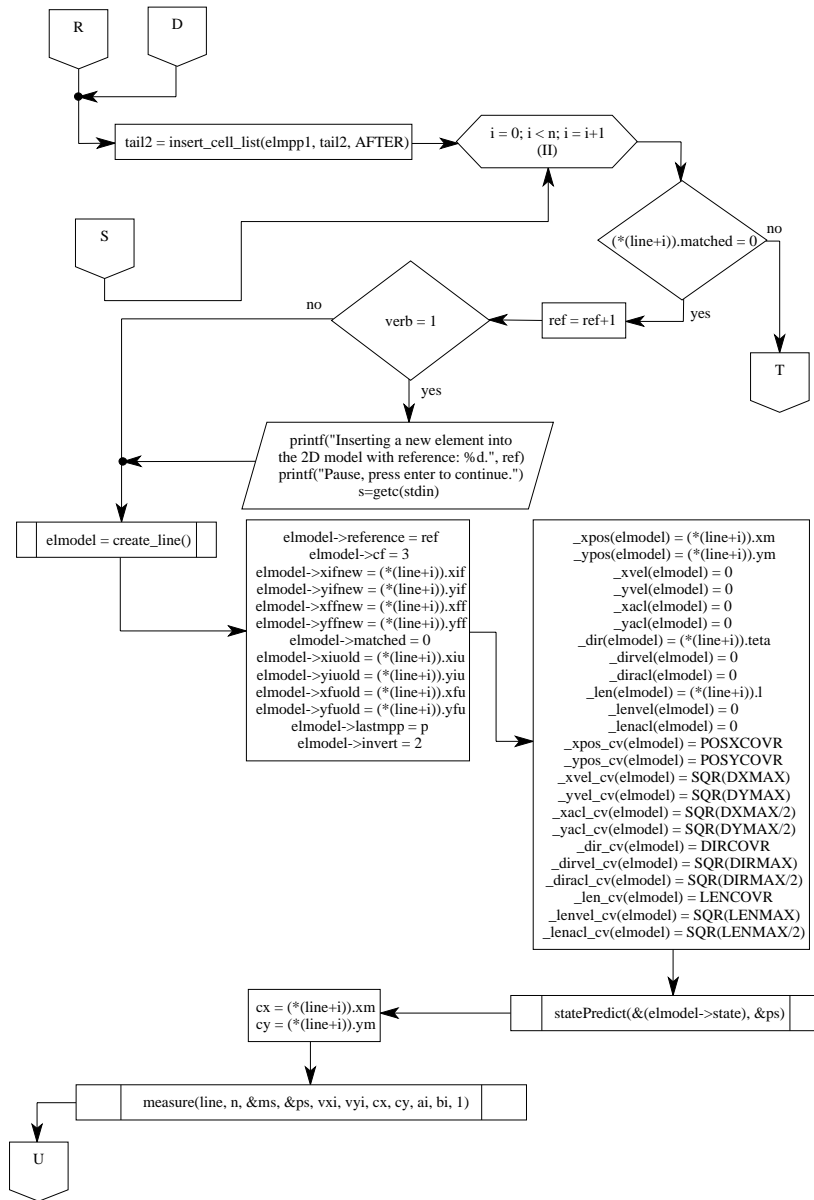 R
D
tail2 = insert_cell_list(elmpp1, tail2, AFTER)
i = 0; i < n; i = i+1
(II)
S
(*(line+i)).matched = 0
no
yes
T
ref = ref+1
verb = 1
no
yes
printf("Inserting a new element into
the 2D model with reference: %d.", ref)
printf("Pause, press enter to continue.")
s=getc(stdin)
elmodel = create_line()
elmodel->reference = ref
elmodel->cf = 3
elmodel->xifnew = (*(line+i)).xif
elmodel->yifnew = (*(line+i)).yif
elmodel->xffnew = (*(line+i)).xff
elmodel->yffnew = (*(line+i)).yff
elmodel->matched = 0
elmodel->xiuold = (*(line+i)).xiu
elmodel->yiuold = (*(line+i)).yiu
elmodel->xfuold = (*(line+i)).xfu
elmodel->yfuold = (*(line+i)).yfu
elmodel->lastmpp = p
elmodel->invert = 2
_xpos(elmodel) = (*(line+i)).xm
_ypos(elmodel) = (*(line+i)).ym
_xvel(elmodel) = 0
_yvel(elmodel) = 0
_xacl(elmodel) = 0
_yacl(elmodel) = 0
_dir(elmodel) = (*(line+i)).teta
_dirvel(elmodel) = 0
_diracl(elmodel) = 0
_len(elmodel) = (*(line+i)).l
_lenvel(elmodel) = 0
_lenacl(elmodel) = 0
_xpos_cv(elmodel) = POSXCOVR
_ypos_cv(elmodel) = POSYCOVR
_xvel_cv(elmodel) = SQR(DXMAX)
_yvel_cv(elmodel) = SQR(DYMAX)
_xacl_cv(elmodel) = SQR(DXMAX/2)
_yacl_cv(elmodel) = SQR(DYMAX/2)
_dir_cv(elmodel) = DIRCOVR
_dirvel_cv(elmodel) = SQR(DIRMAX)
_diracl_cv(elmodel) = SQR(DIRMAX/2)
_len_cv(elmodel) = LENCOVR
_lenvel_cv(elmodel) = SQR(LENMAX)
_lenacl_cv(elmodel) = SQR(LENMAX/2)
statePredict(&(elmodel->state), &ps)
cx = (*(line+i)).xm
cy = (*(line+i)).ym
measure(line, n, &ms, &ps, vxi, vyi, cx, cy, ai, bi, 1)
U